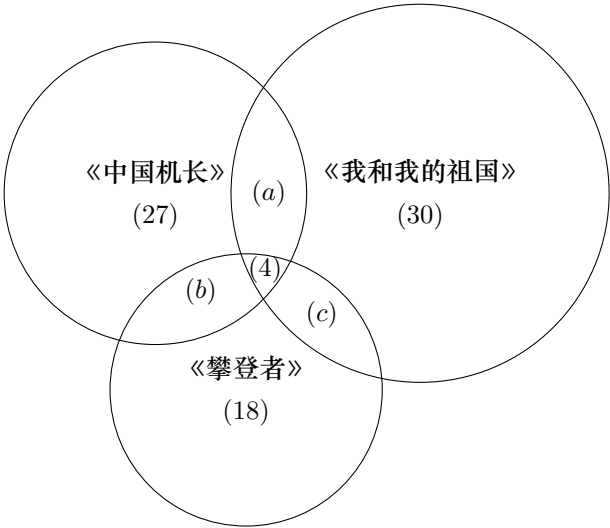 《中国机长》
(27)
《我和我的祖国》
(30)
(a)
(4)
(b)
(c)
《攀登者》
(18)